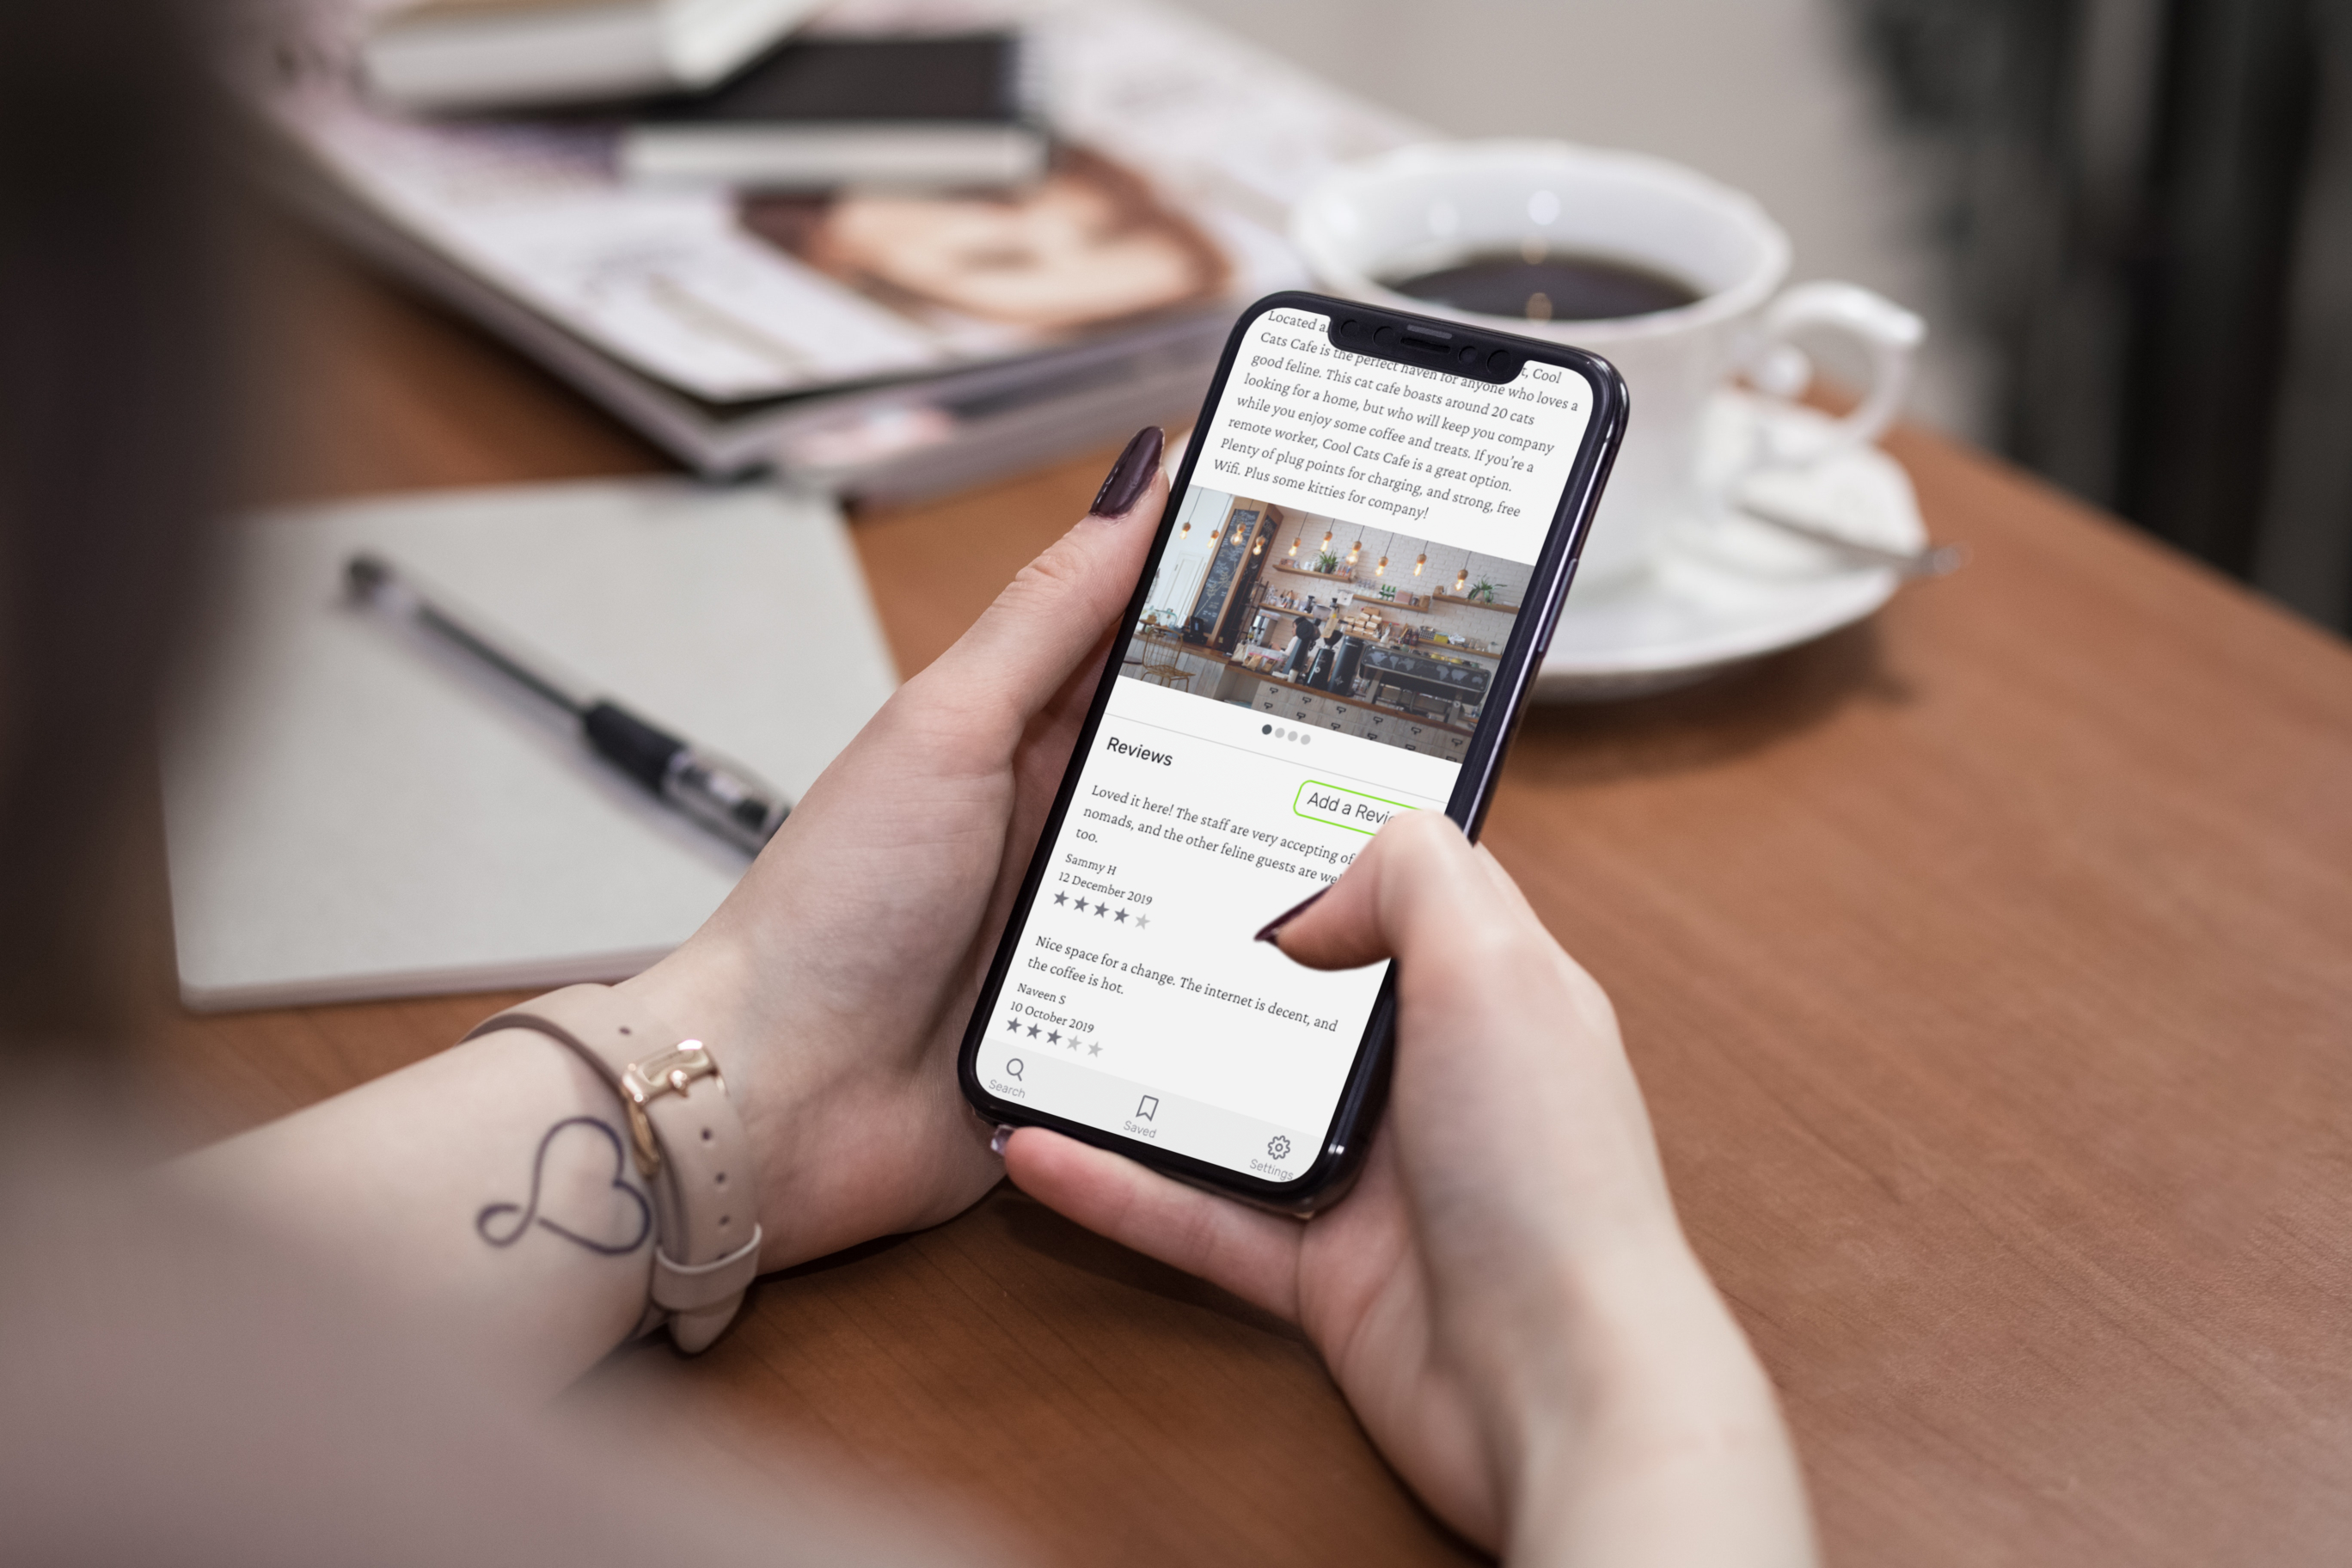 Located
t, Cool
Cats Cafe is the perfect haven for anyone who loves a
good feline. This cat cafe boasts around 20 cats
looking for a home, but who will keep you company
while you enjoy some coffee and treats. If you're a
remote worker, Cool Cats Cafe is a great option.
Plenty of plug points for charging, and strong, free
Wifi. Plus some kitties for company!
Reviews
Add a Revie
Loved it here! The staff are very accepting of
nomads, and the other feline guests are wel
too.
Sammy H
12 December 2019
Nice space for a change. The internet is decent, and
the coffee is hot.
Naveen S
10 October 2019
Search
Saved
Settings